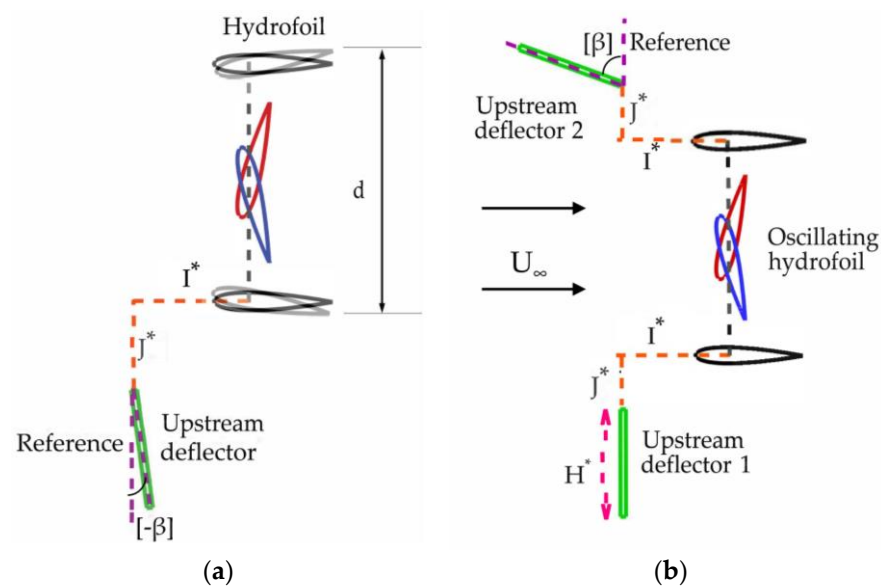 Hydrofoil
d
I*
J*
Reference
Upstream
deflector
[-β]
(a)
[β]
Reference
J*
Upstream
deflector 2
I*
U∞
Oscillating
hydrofoil
I*
J*
H*
Upstream
deflector 1
(b)